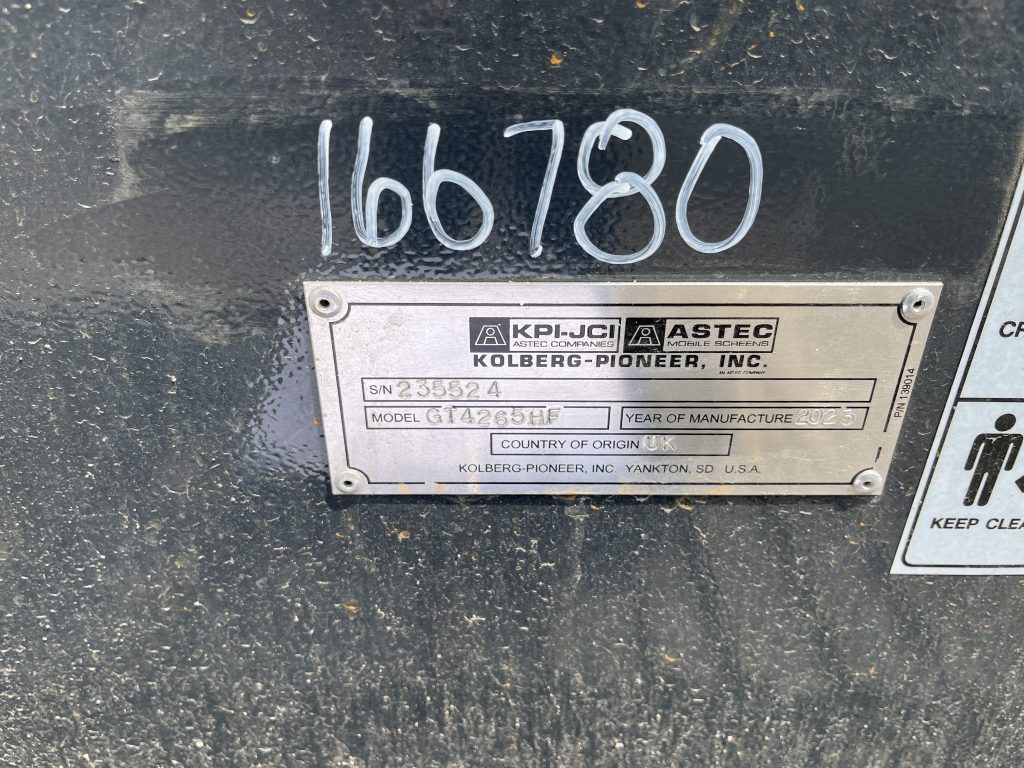 166780
KPI-JCI ASTEC
ASTEC COMPANIES MOBILE SCREENS
KOLBERG-PIONEER, INC.
AN ASTEC COMPANY
S/N 235524
MODEL GT4265HF YEAR OF MANUFACTURE 2023
COUNTRY OF ORIGIN UK
KOLBERG-PIONEER, INC. YANKTON, SD U.S.A.
P/N 139014
CR
KEEP CLEA